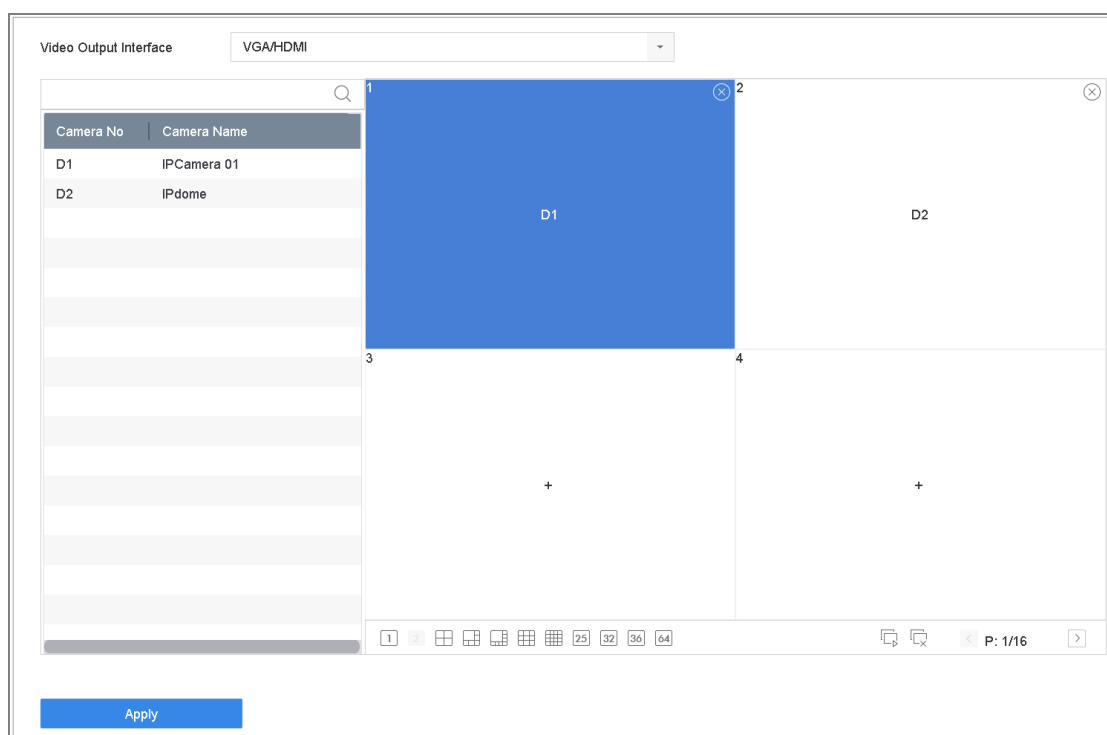 Video Output Interface VGA/HDMI
1 2
Camera No Camera Name
D1 IPCamera 01
D2 IPdome
D1 D2
3 4
+ +
1 2 25 32 36 64 P: 1/16
Apply